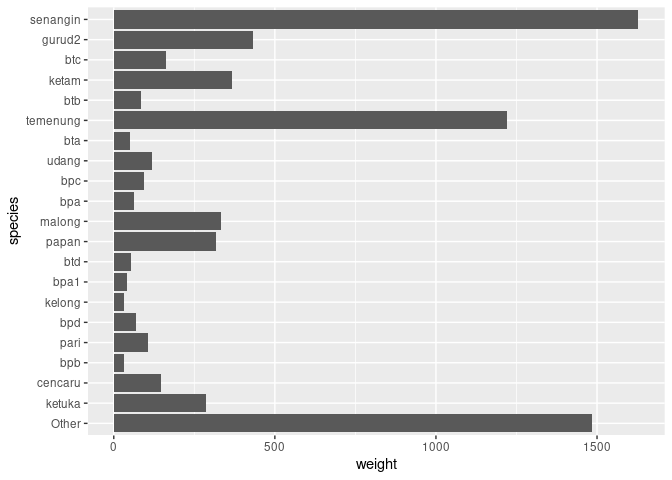 senangin
gurud2
btc
ketam
btb
temenung
bta
udang
bpc
bpa
malong
papan
btd
bpa1
kelong
bpd
pari
bpb
cencaru
ketuka
Other
species
0 500 1000 1500
weight